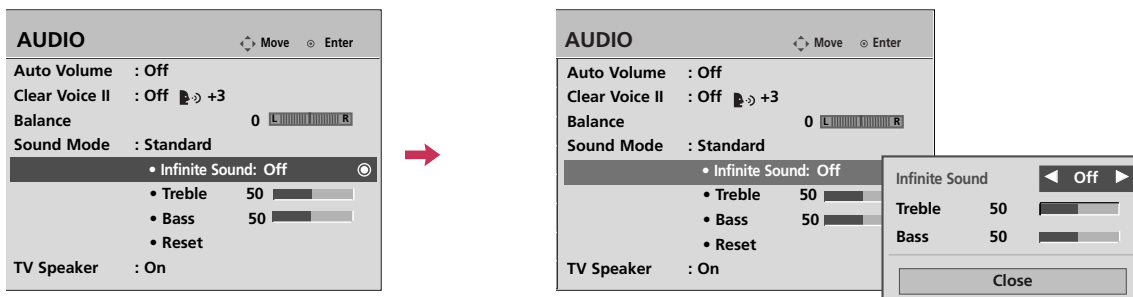 AUDIO
Move Enter
Auto Volume : Off
Clear Voice II : Off +3
Balance 0 L R
Sound Mode : Standard
• Infinite Sound: Off
• Treble 50
• Bass 50
• Reset
TV Speaker : On
AUDIO
Move Enter
Auto Volume : Off
Clear Voice II : Off +3
Balance 0 L R
Sound Mode : Standard
• Infinite Sound: Off
• Treble 50
• Bass 50
• Reset
TV Speaker : On
Infinite Sound ◀ Off ▶
Treble 50
Bass 50
Close